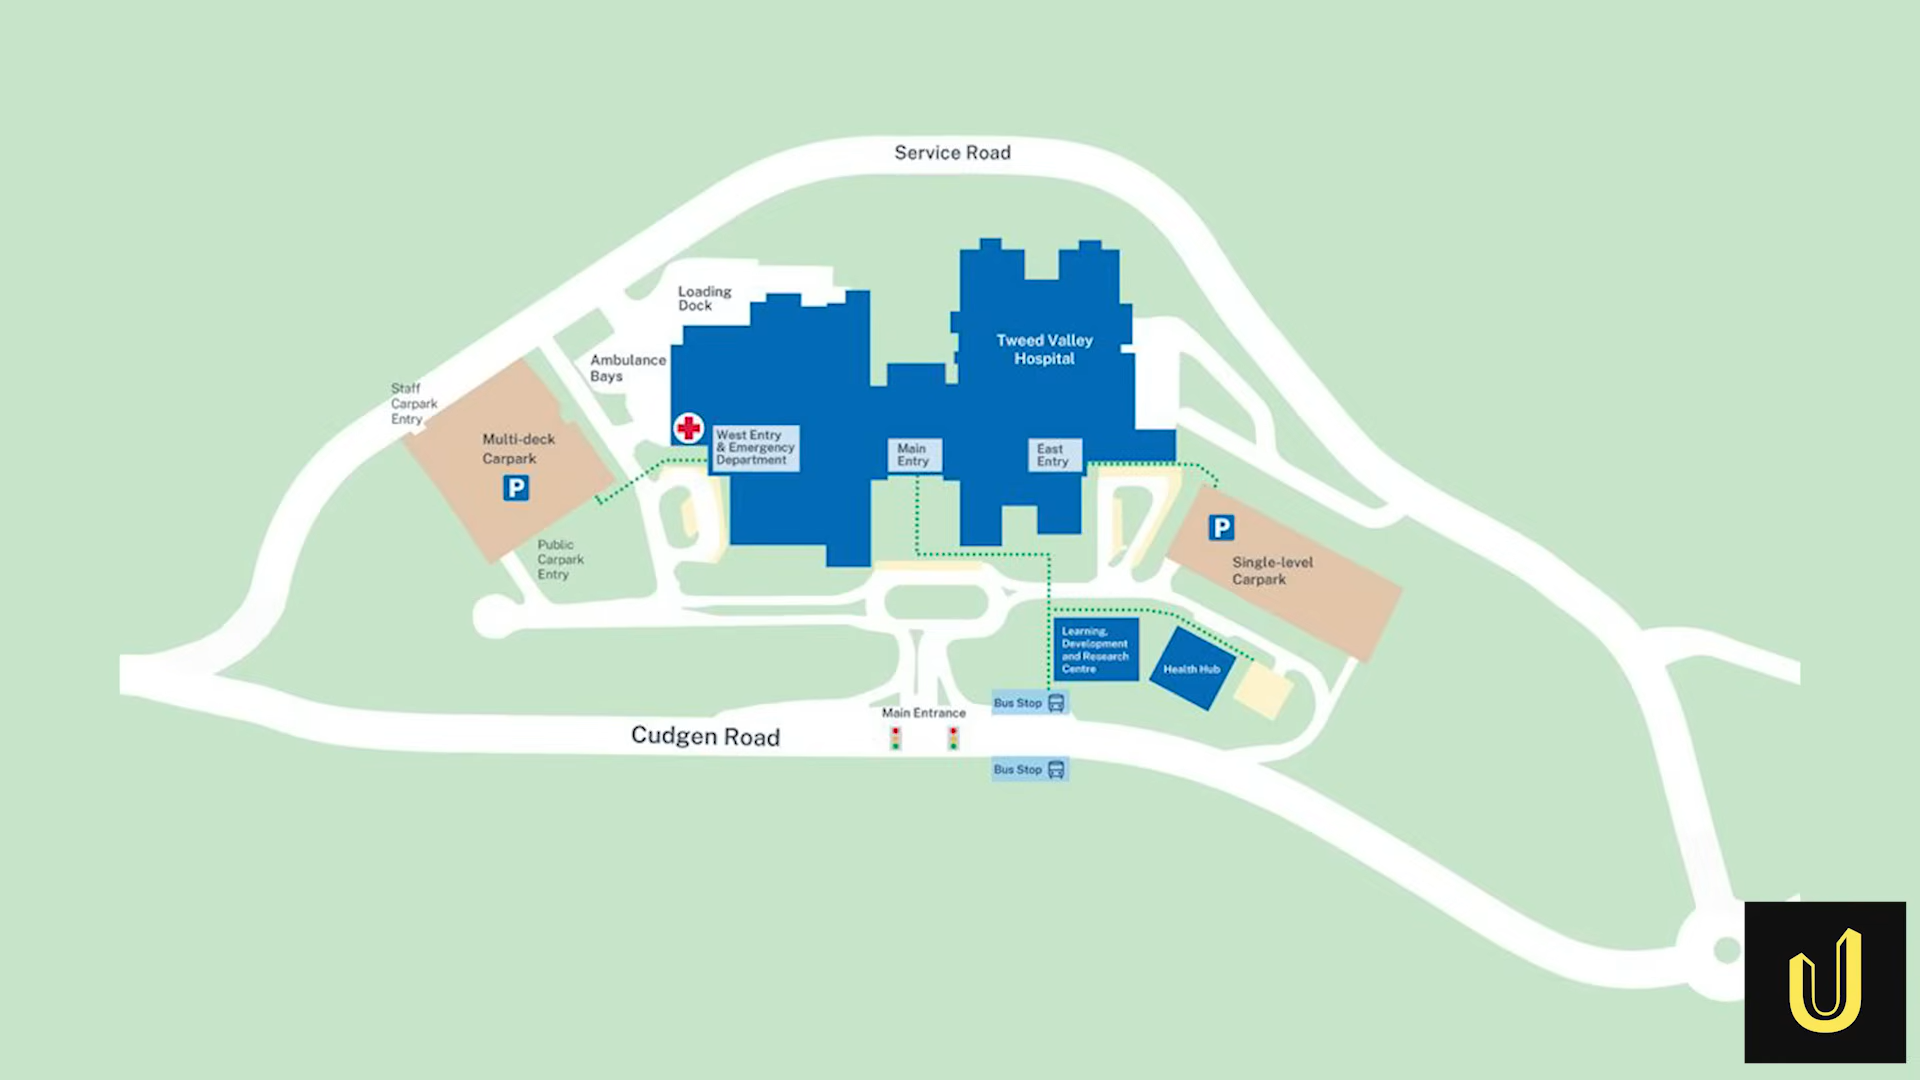 Service Road
Loading
Dock
Tweed Valley
Hospital
Ambulance
Bays
Staff
Carpark
Entry
Multi-deck
Carpark
P
West Entry
& Emergency
Department
Main
Entry
East
Entry
P
Single-level
Carpark
Public
Carpark
Entry
Learning,
Development
and Research
Centre
Health Hub
Bus Stop
Main Entrance
Cudgen Road
Bus Stop